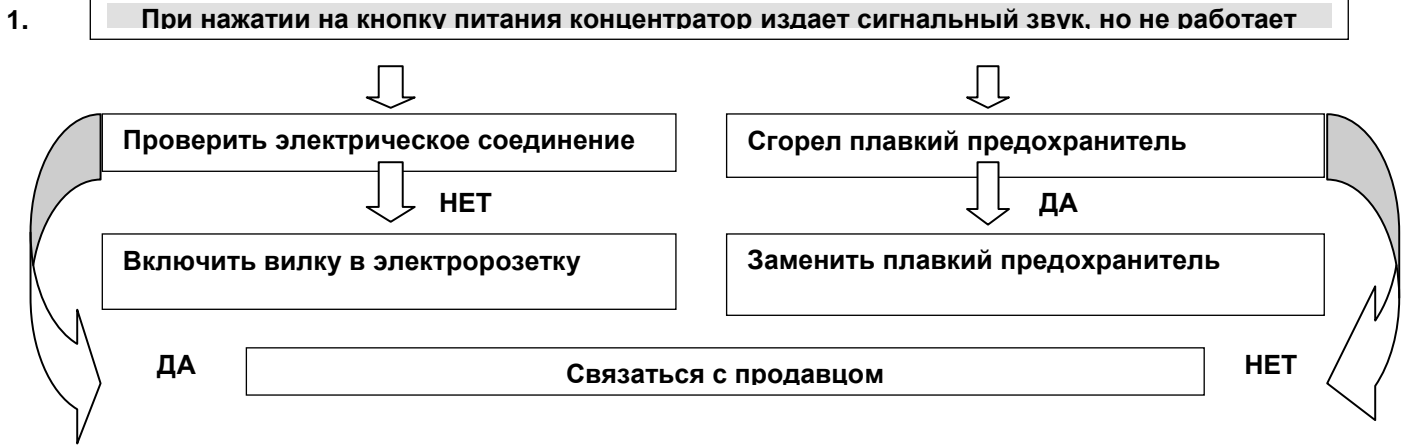 1. При нажатии на кнопку питания концентратор издает сигнальный звук, но не работает
Проверить электрическое соединение
Сгорел плавкий предохранитель
НЕТ
ДА
Включить вилку в электророзетку
Заменить плавкий предохранитель
ДА
Связаться с продавцом
НЕТ